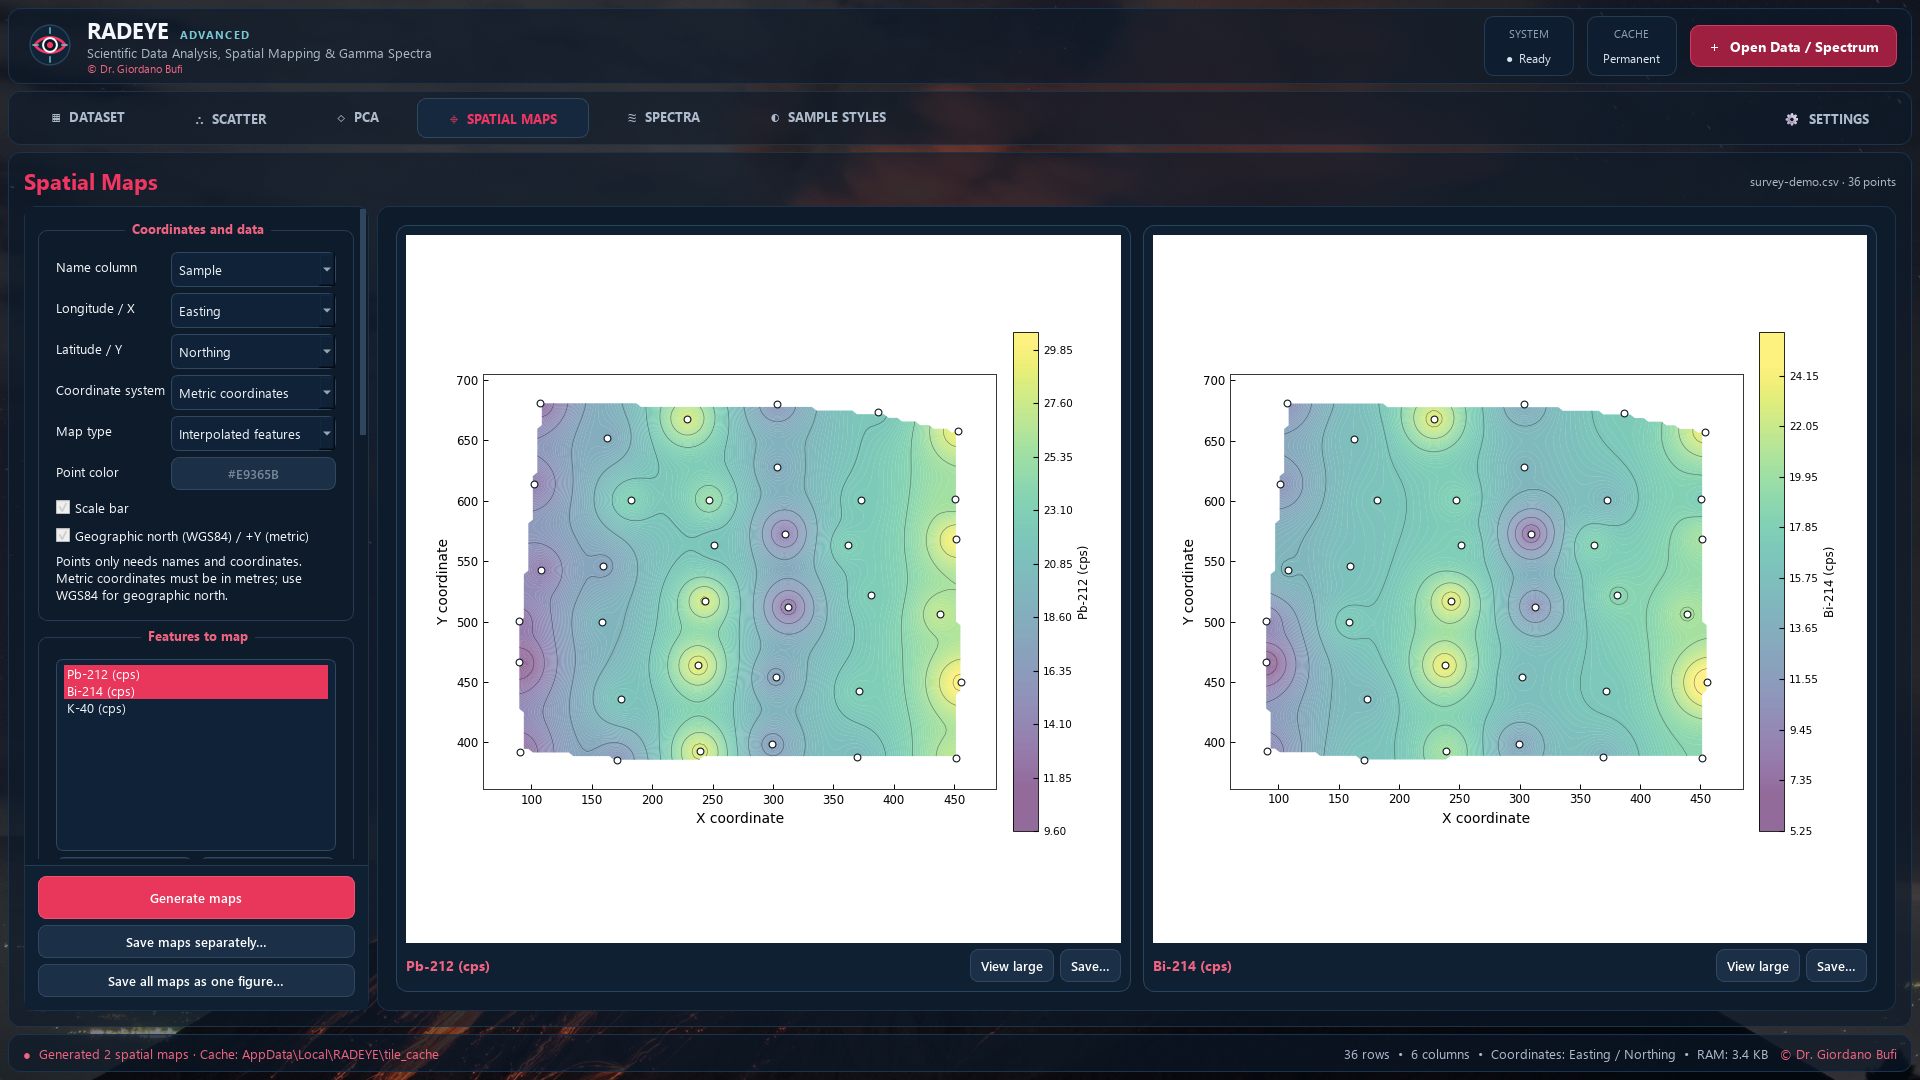 RADEYE ADVANCED
Scientific Data Analysis, Spatial Mapping & Gamma Spectra
© Dr. Giordano Bufi
SYSTEM
● Ready
CACHE
Permanent
+ Open Data / Spectrum
DATASET
SCATTER
PCA
SPATIAL MAPS
SPECTRA
SAMPLE STYLES
SETTINGS
Spatial Maps
survey-demo.csv · 36 points
Coordinates and data
Name column Sample
Longitude / X Easting
Latitude / Y Northing
Coordinate system Metric coordinates
Map type Interpolated features
Point color #E9365B
Scale bar
Geographic north (WGS84) / +Y (metric)
Points only needs names and coordinates.
Metric coordinates must be in metres; use
WGS84 for geographic north.
Features to map
Pb-212 (cps)
Bi-214 (cps)
K-40 (cps)
Generate maps
Save maps separately...
Save all maps as one figure...
700
650
600
550
500
450
400
Y coordinate
100 150 200 250 300 350 400 450
X coordinate
29.85
27.60
25.35
23.10
20.85
18.60
16.35
14.10
11.85
9.60
Pb-212 (cps)
Pb-212 (cps)
View large
Save...
700
650
600
550
500
450
400
Y coordinate
100 150 200 250 300 350 400 450
X coordinate
24.15
22.05
19.95
17.85
15.75
13.65
11.55
9.45
7.35
5.25
Bi-214 (cps)
Bi-214 (cps)
View large
Save...
● Generated 2 spatial maps · Cache: AppData\Local\RADEYE\tile_cache
36 rows • 6 columns • Coordinates: Easting / Northing • RAM: 3.4 KB © Dr. Giordano Bufi